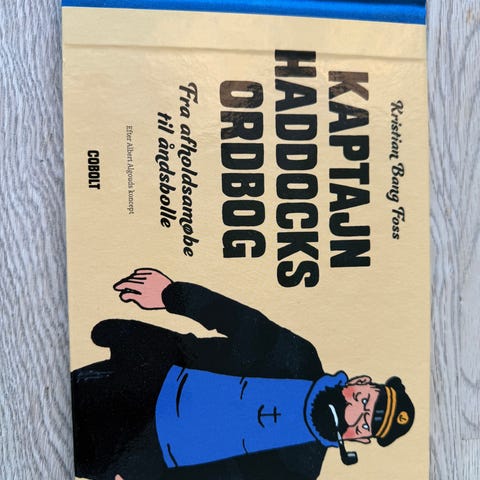 Kristian Bang Foss
KAPTAJN
HADDOCKS
ORDBOG
Fra afholdsamøbe
til åndsbolle
Efter Albert Algouds koncept
COBOLT